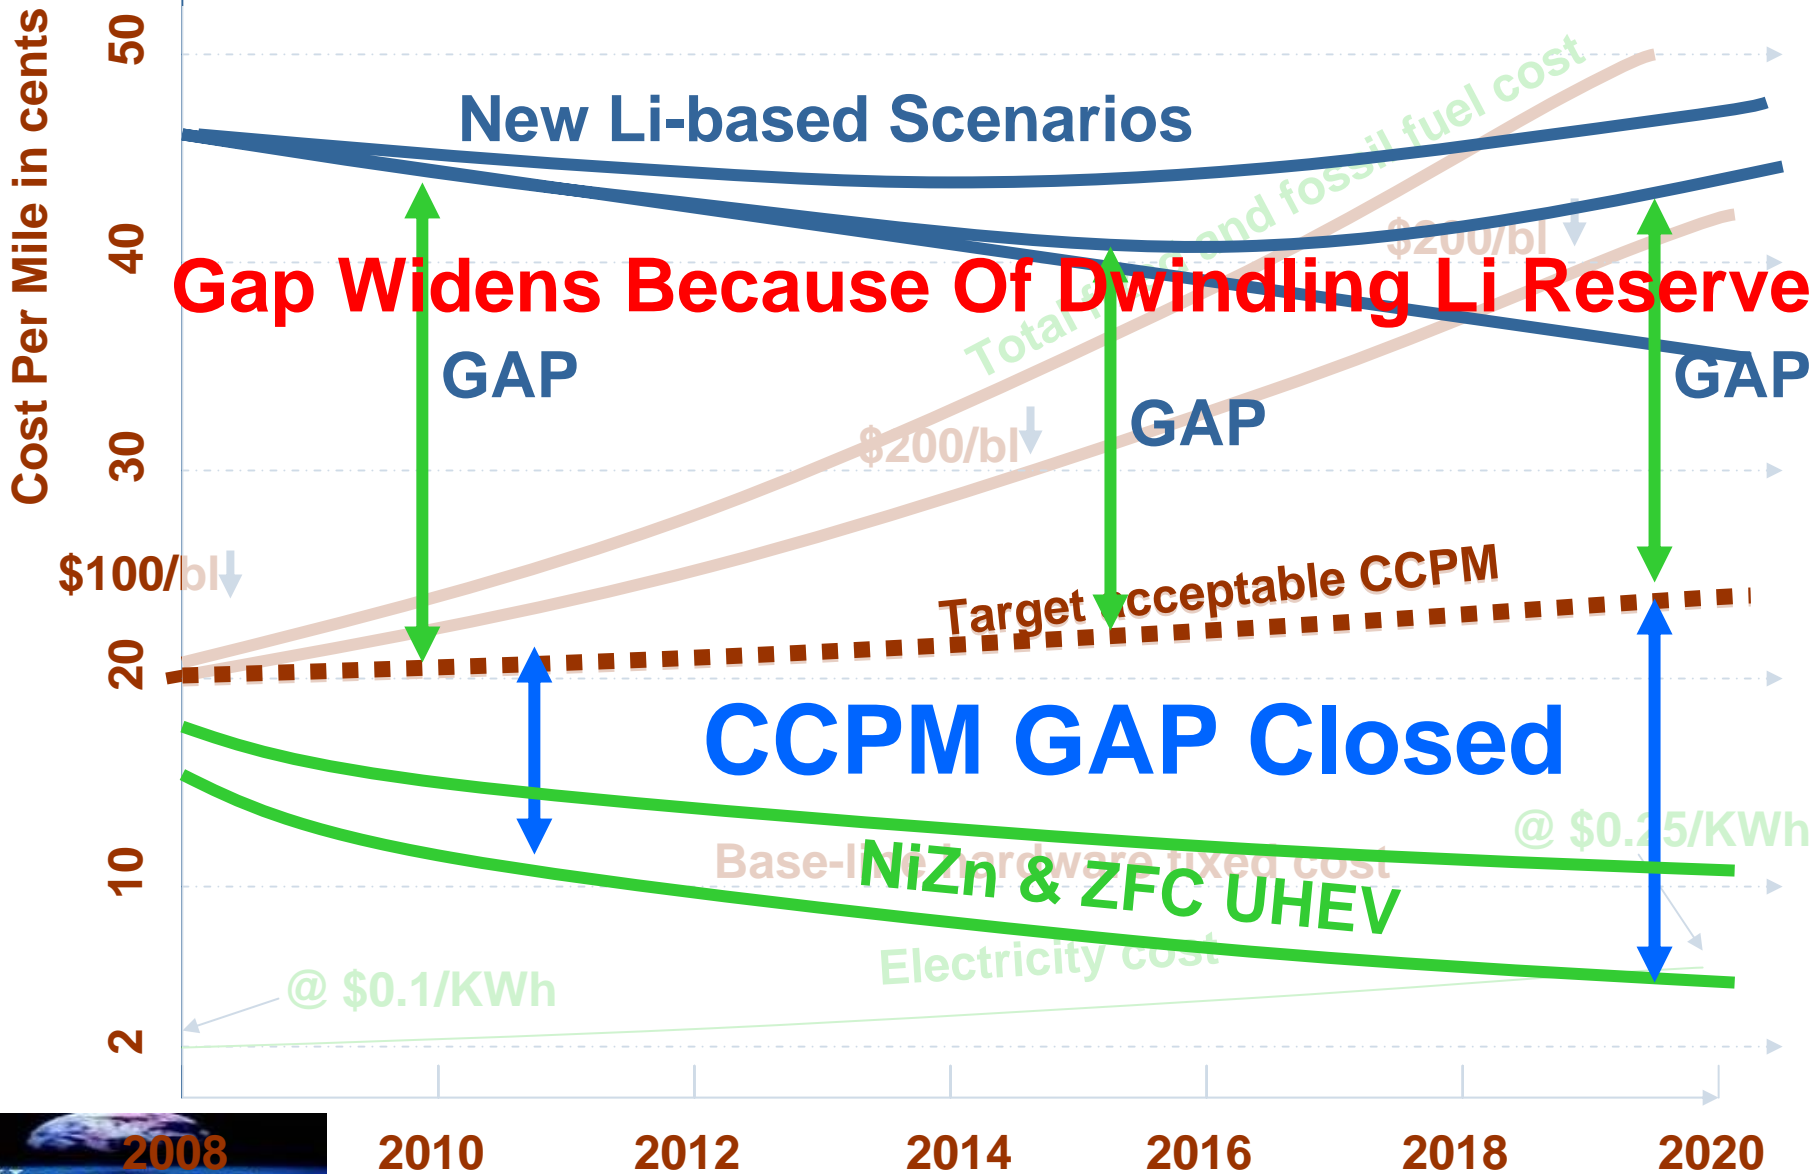 Cost Per Mile in cents
50
40
30
20
10
2
New Li-based Scenarios
Total and fossil fuel cost
$200/bl
Gap Widens Because Of Dwindling Li Reserve
GAP
GAP
GAP
$200/bl
$100/bl
Target acceptable CCPM
CCPM GAP Closed
@ $0.25/KWh
Base-line hardware fixed cost
NiZn & ZFC UHEV
Electricity cost
@ $0.1/KWh
2008
2010
2012
2014
2016
2018
2020